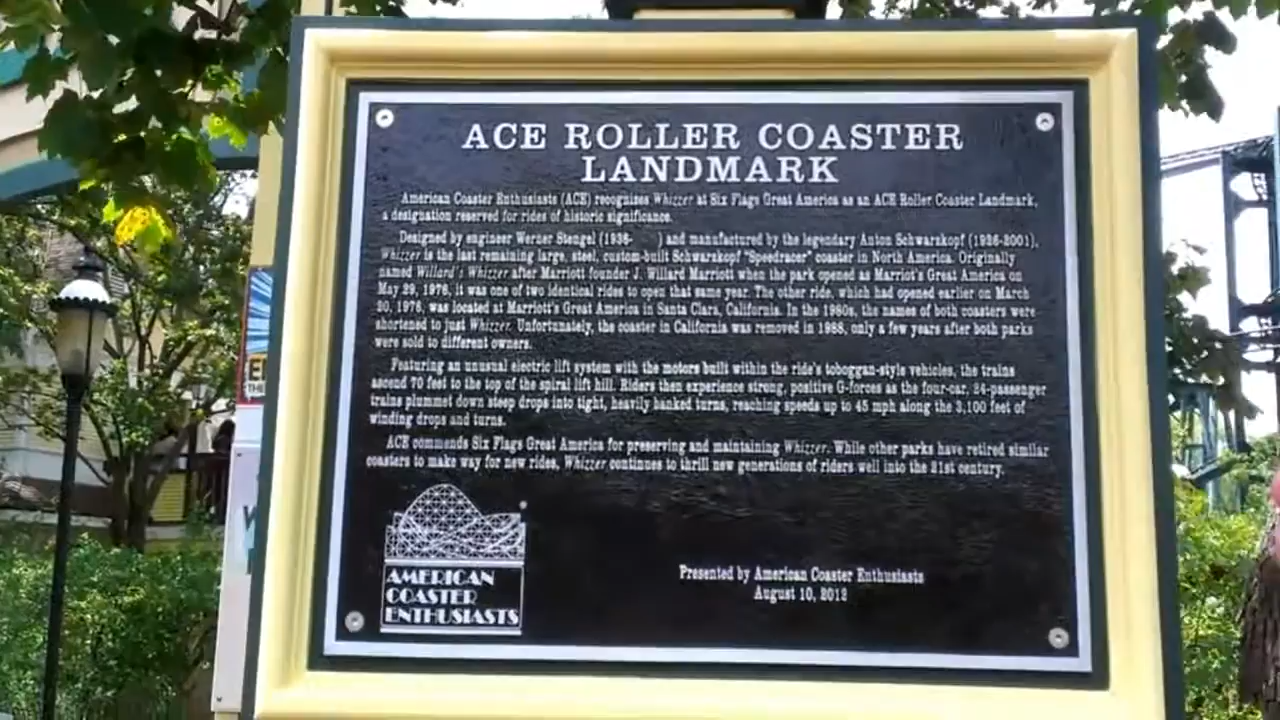 ACE ROLLER COASTER
LANDMARK
American Coaster Enthusiasts (ACE) recognizes Whizzer at Six Flags Great America as an ACE Roller Coaster Landmark,
a designation reserved for rides of historic significance.
Designed by engineer Werner Stengel (1936- ) and manufactured by the legendary Anton Schwarzkopf (1926-2001),
Whizzer is the last remaining large, steel, custom-built Schwarzkopf "Speedracer" coaster in North America. Originally
named Willard's Whizzer after Marriott founder J. Willard Marriott when the park opened as Marriot's Great America on
May 29, 1976, it was one of two identical rides to open that same year. The other ride, which had opened earlier on March
20, 1976, was located at Marriott's Great America in Santa Clara, California. In the 1980s, the names of both coasters were
shortened to just Whizzer. Unfortunately, the coaster in California was removed in 1988, only a few years after both parks
were sold to different owners.
Featuring an unusual electric lift system with the motors built within the ride's toboggan-style vehicles, the trains
ascend 70 feet to the top of the spiral lift hill. Riders then experience strong, positive G-forces as the four-car, 24-passenger
trains plummet down steep drops into tight, heavily banked turns, reaching speeds up to 45 mph along the 3,100 feet of
winding drops and turns.
ACE commends Six Flags Great America for preserving and maintaining Whizzer. While other parks have retired similar
coasters to make way for new rides, Whizzer continues to thrill new generations of riders well into the 21st century.
AMERICAN
COASTER
ENTHUSIASTS
Presented by American Coaster Enthusiasts
August 10, 2012